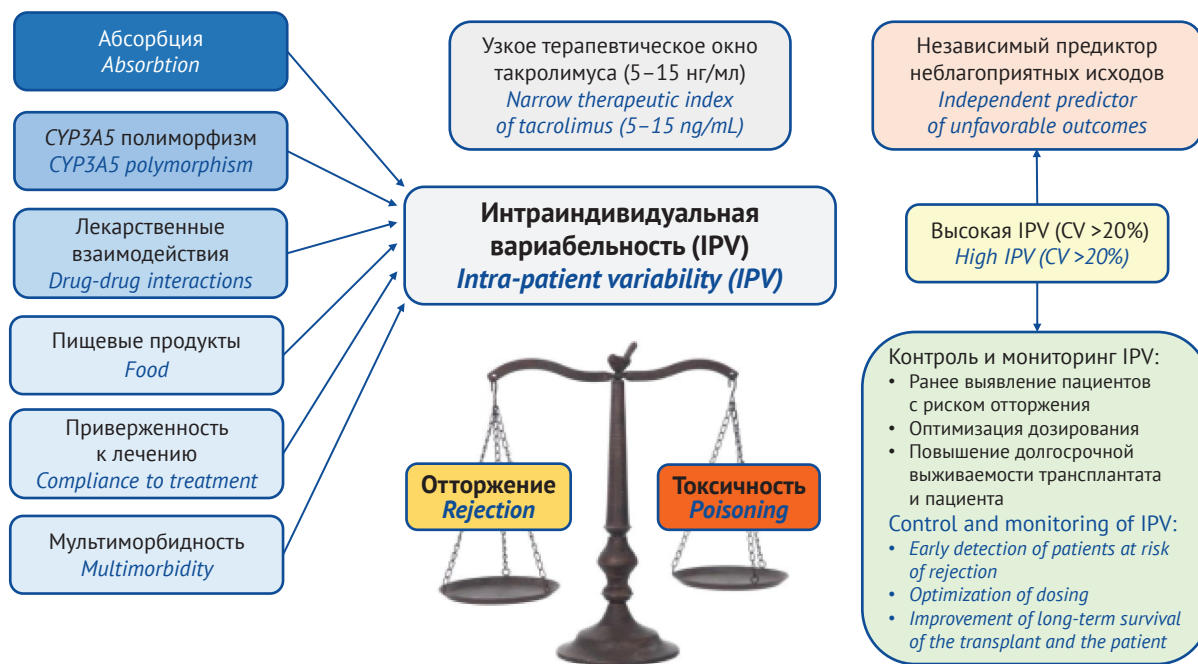 Абсорбция
Absorbtion
CYP3A5 полиморфизм
CYP3A5 polymorphism
Лекарственные
взаимодействия
Drug-drug interactions
Пищевые продукты
Food
Приверженность
к лечению
Compliance to treatment
Мультиморбидность
Multimorbidity
Узкое терапевтическое окно
такролимуса (5–15 нг/мл)
Narrow therapeutic index
of tacrolimus (5–15 ng/mL)
Интраиндивидуальная
вариабельность (IPV)
Intra-patient variability (IPV)
Отторжение
Rejection
Токсичность
Poisoning
Независимый предиктор
неблагоприятных исходов
Independent predictor
of unfavorable outcomes
Высокая IPV (CV >20%)
High IPV (CV >20%)
Контроль и мониторинг IPV:
• Ранее выявление пациентов
с риском отторжения
• Оптимизация дозирования
• Повышение долгосрочной
выживаемости трансплантата
и пациента
Control and monitoring of IPV:
• Early detection of patients at risk
of rejection
• Optimization of dosing
• Improvement of long-term survival
of the transplant and the patient